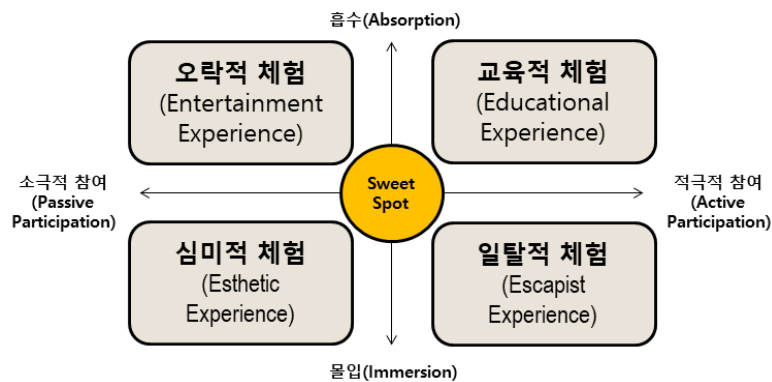 흡수(Absorption)
오락적 체험
(Entertainment
Experience)
교육적 체험
(Educational
Experience)
소극적 참여
(Passive
Participation)
Sweet
Spot
적극적 참여
(Active
Participation)
심미적 체험
(Esthetic
Experience)
일탈적 체험
(Escapist
Experience)
몰입(Immersion)